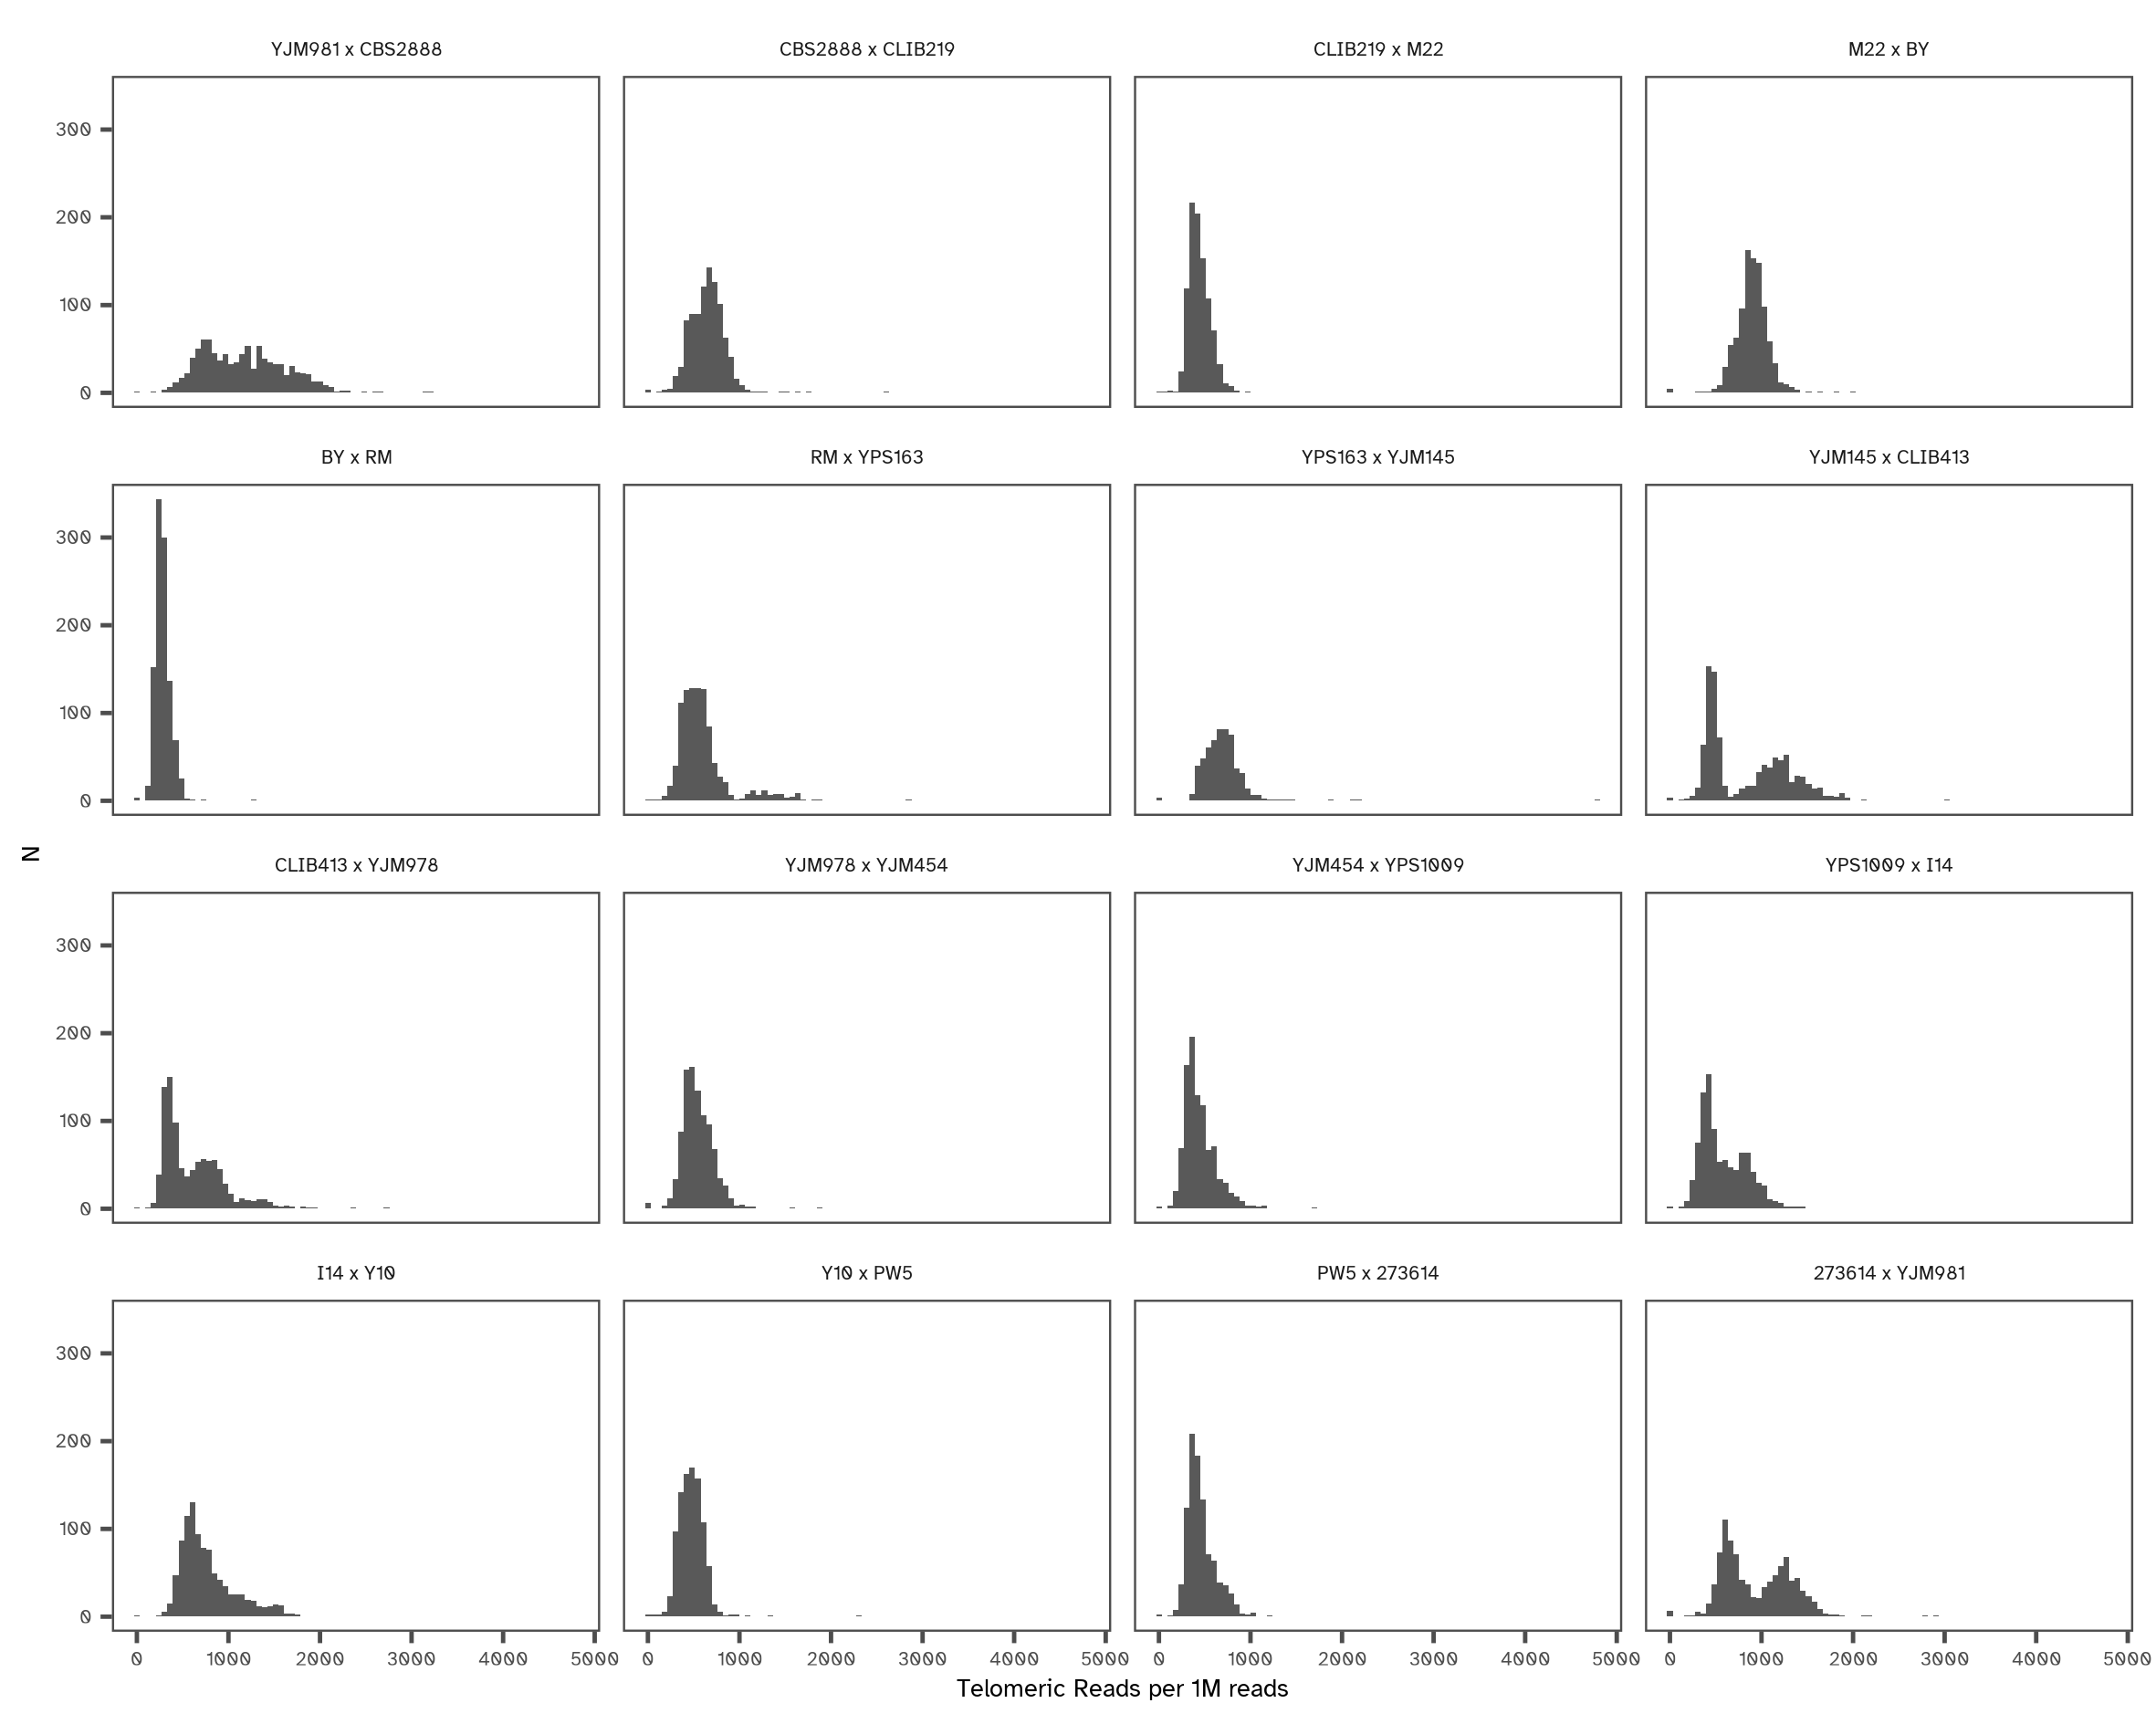 YJM981 x CBS2888 CBS2888 x CLIB219 CLIB219 x M22 M22 x BY
300
200
100
0
BY x RM RM x YPS163 YPS163 x YJM145 YJM145 x CLIB413
300
200
100
0
N
CLIB413 x YJM978 YJM978 x YJM454 YJM454 x YPS1009 YPS1009 x I14
300
200
100
0
I14 x Y10 Y10 x PW5 PW5 x 273614 273614 x YJM981
300
200
100
0
0 1000 2000 3000 4000 5000 0 1000 2000 3000 4000 5000 0 1000 2000 3000 4000 5000 0 1000 2000 3000 4000 5000
Telomeric Reads per 1M reads